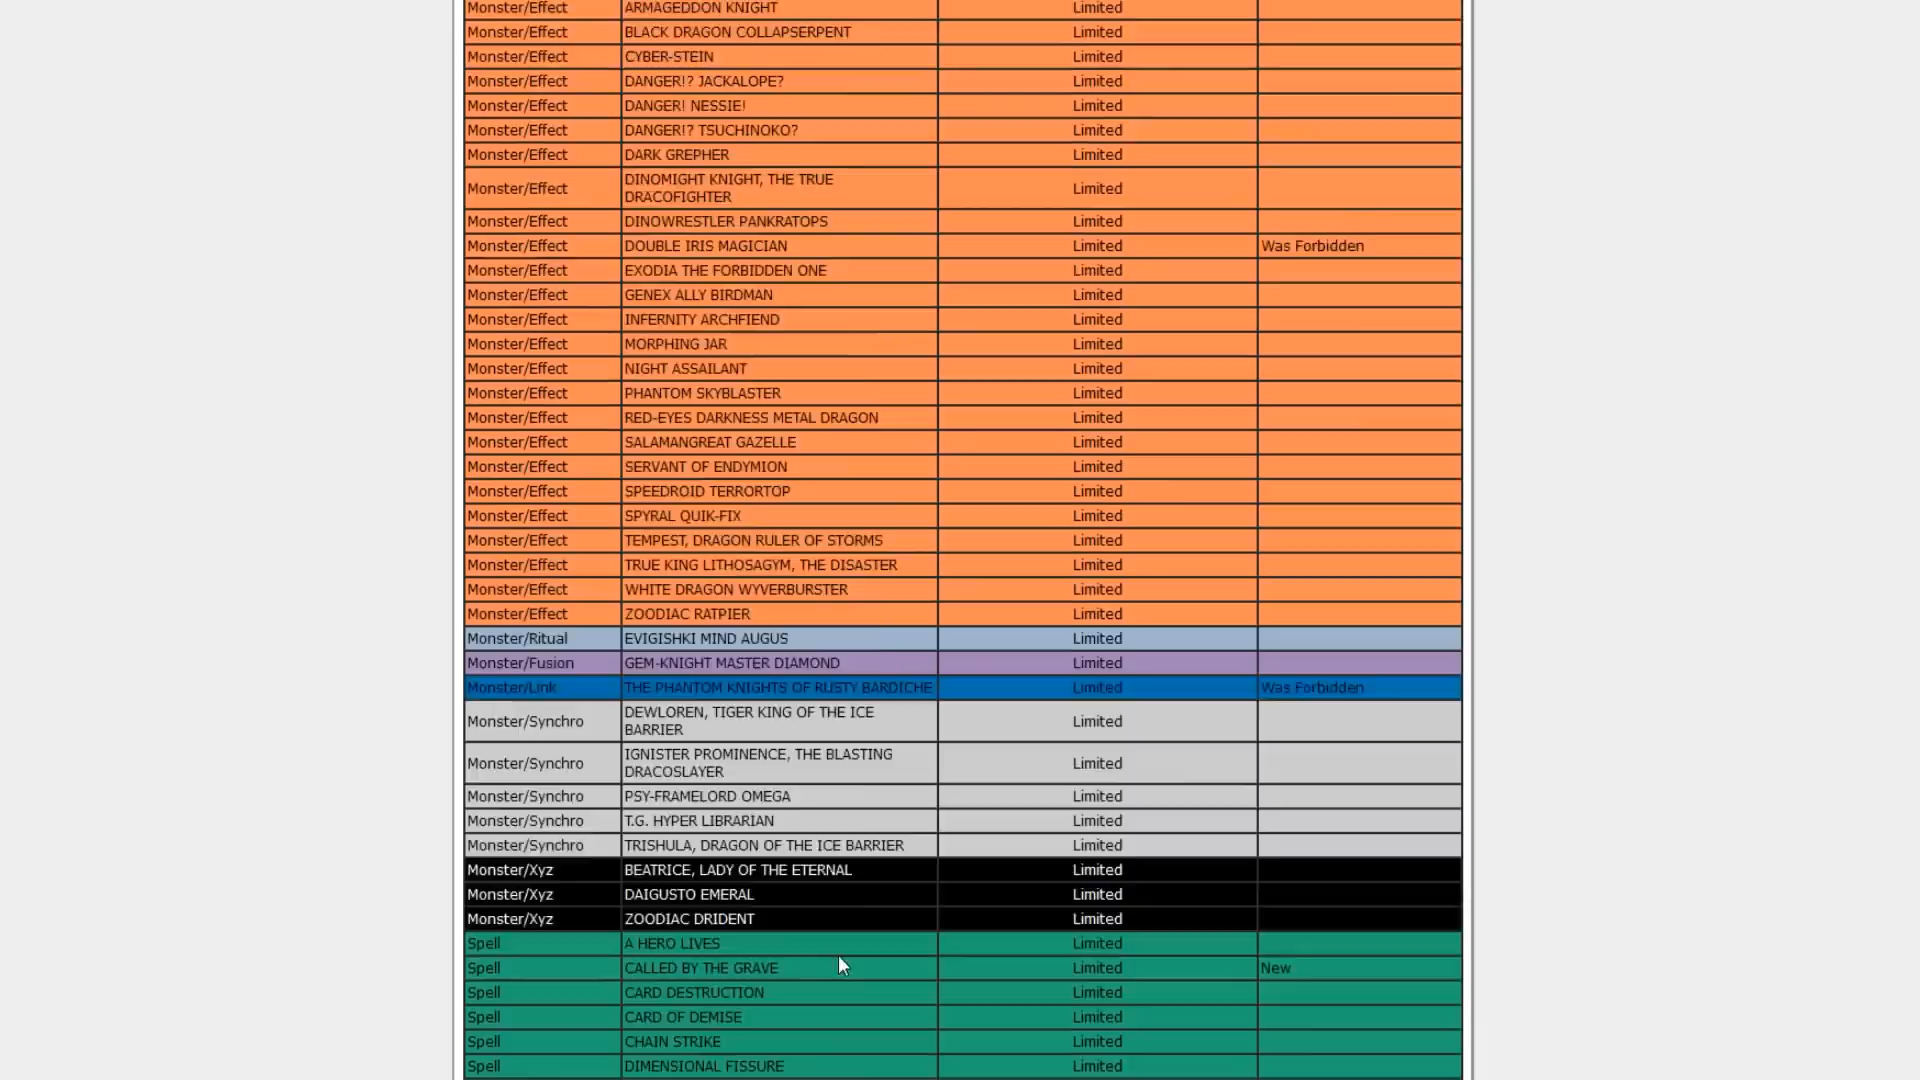 Monster/Effect ARMAGEDDON KNIGHT Limited
Monster/Effect BLACK DRAGON COLLAPSERPENT Limited
Monster/Effect CYBER-STEIN Limited
Monster/Effect DANGER!? JACKALOPE? Limited
Monster/Effect DANGER! NESSIE! Limited
Monster/Effect DANGER!? TSUCHINOKO? Limited
Monster/Effect DARK GREPHER Limited
Monster/Effect DINOMIGHT KNIGHT, THE TRUE
DRACOFIGHTER Limited
Monster/Effect DINOWRESTLER PANKRATOPS Limited
Monster/Effect DOUBLE IRIS MAGICIAN Limited Was Forbidden
Monster/Effect EXODIA THE FORBIDDEN ONE Limited
Monster/Effect GENEX ALLY BIRDMAN Limited
Monster/Effect INFERNITY ARCHFIEND Limited
Monster/Effect MORPHING JAR Limited
Monster/Effect NIGHT ASSAILANT Limited
Monster/Effect PHANTOM SKYBLASTER Limited
Monster/Effect RED-EYES DARKNESS METAL DRAGON Limited
Monster/Effect SALAMANGREAT GAZELLE Limited
Monster/Effect SERVANT OF ENDYMION Limited
Monster/Effect SPEEDROID TERRORTOP Limited
Monster/Effect SPYRAL QUIK-FIX Limited
Monster/Effect TEMPEST, DRAGON RULER OF STORMS Limited
Monster/Effect TRUE KING LITHOSAGYM, THE DISASTER Limited
Monster/Effect WHITE DRAGON WYVERBURSTER Limited
Monster/Effect ZOODIAC RATPIER Limited
Monster/Ritual EVIGISHKI MIND AUGUS Limited
Monster/Fusion GEM-KNIGHT MASTER DIAMOND Limited
Monster/Link THE PHANTOM KNIGHTS OF RUSTY BARDICHE Limited Was Forbidden
Monster/Synchro DEWLOREN, TIGER KING OF THE ICE
BARRIER Limited
Monster/Synchro IGNISTER PROMINENCE, THE BLASTING
DRACOSLAYER Limited
Monster/Synchro PSY-FRAMELORD OMEGA Limited
Monster/Synchro T.G. HYPER LIBRARIAN Limited
Monster/Synchro TRISHULA, DRAGON OF THE ICE BARRIER Limited
Monster/Xyz BEATRICE, LADY OF THE ETERNAL Limited
Monster/Xyz DAIGUSTO EMERAL Limited
Monster/Xyz ZOODIAC DRIDENT Limited
Spell A HERO LIVES Limited
Spell CALLED BY THE GRAVE Limited New
Spell CARD DESTRUCTION Limited
Spell CARD OF DEMISE Limited
Spell CHAIN STRIKE Limited
Spell DIMENSIONAL FISSURE Limited